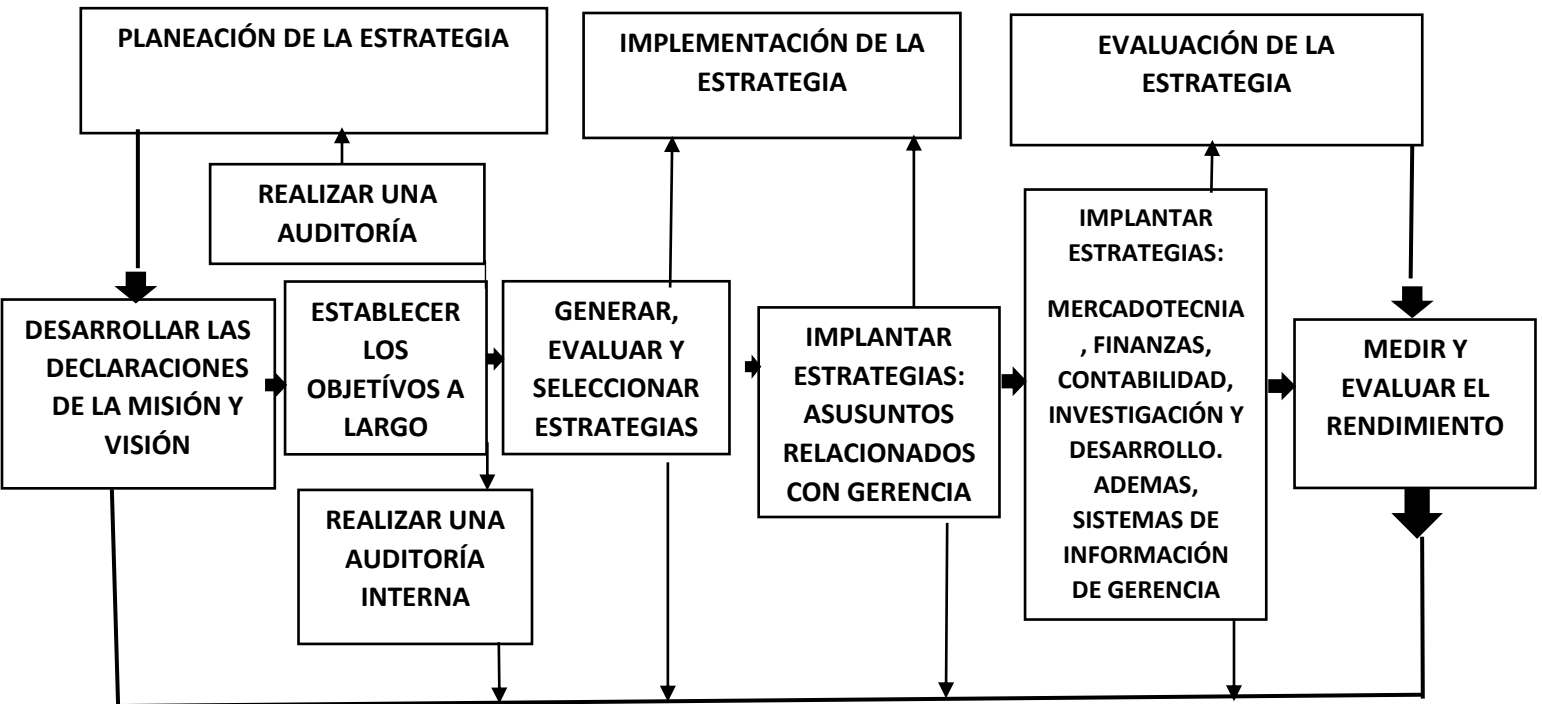 PLANEACIÓN DE LA ESTRATEGIA
IMPLEMENTACIÓN DE LA
ESTRATEGIA
EVALUACIÓN DE LA
ESTRATEGIA
REALIZAR UNA
AUDITORÍA
DESARROLLAR LAS
DECLARACIONES
DE LA MISIÓN Y
VISIÓN
ESTABLECER
LOS
OBJETÍVOS A
LARGO
REALIZAR UNA
AUDITORÍA
INTERNA
GENERAR,
EVALUAR Y
SELECCIONAR
ESTRATEGIAS
IMPLANTAR
ESTRATEGIAS:
ASUSUNTOS
RELACIONADOS
CON GERENCIA
IMPLANTAR
ESTRATEGIAS:
MERCADOTECNIA
, FINANZAS,
CONTABILIDAD,
INVESTIGACIÓN Y
DESARROLLO.
ADEMAS,
SISTEMAS DE
INFORMACIÓN
DE GERENCIA
MEDIR Y
EVALUAR EL
RENDIMIENTO